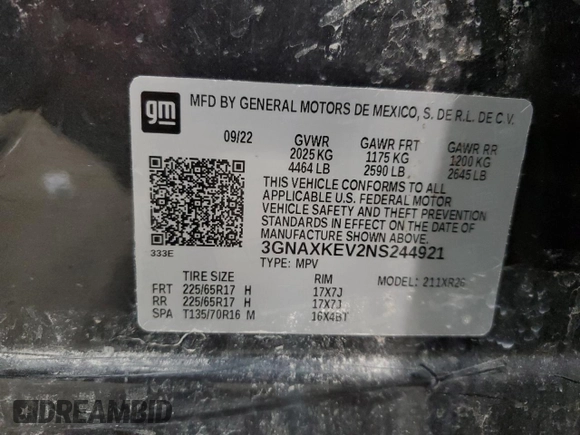 gm
MFD BY GENERAL MOTORS DE MEXICO, S. DE R.L. DE C.V.
09/22 GVWR GAWR FRT GAWR RR
2025 KG 1175 KG 1200 KG
4464 LB 2590 LB 2645 LB
THIS VEHICLE CONFORMS TO ALL
APPLICABLE U.S. FEDERAL MOTOR
VEHICLE SAFETY AND THEFT PREVENTION
STANDARDS IN EFFECT ON THE DATE OF
MANUFACTURE SHOWN ABOVE.
333E
3GNAXKEV2NS244921
TYPE: MPV MODEL: 211XR26
TIRE SIZE RIM
FRT 225/65R17 H 17X7J
RR 225/65R17 H 17X7J
SPA T135/70R16 M 16X4BT
DREAMBID